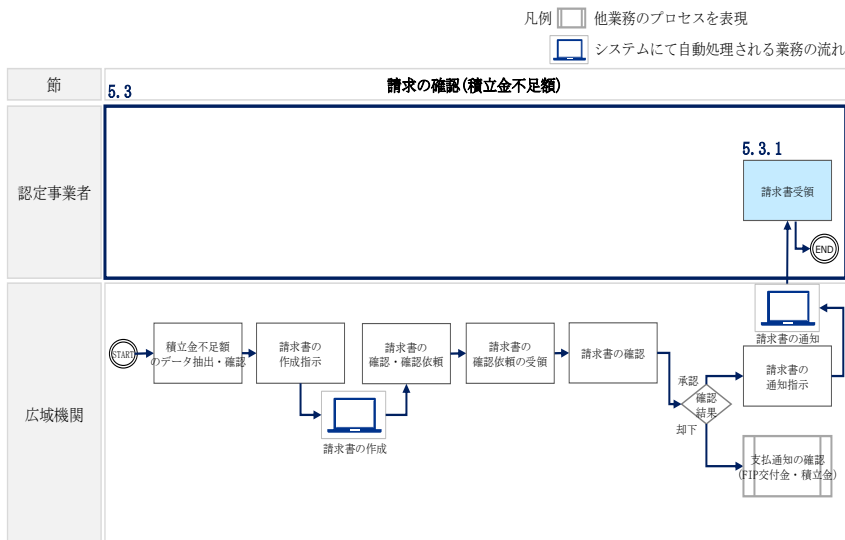 凡例
他業務のプロセスを表現
システムにて自動処理される業務の流れ
節
5.3
請求の確認(積立金不足額)
認定事業者
5.3.1
請求書受領
END
広域機関
START
積立金不足額
のデータ抽出・確認
請求書の
作成指示
請求書の作成
請求書の
確認・確認依頼
請求書の
確認依頼の受領
請求書の確認
承認
確認
結果
却下
請求書の通知
請求書の
通知指示
支払通知の確認
(FIP交付金・積立金)